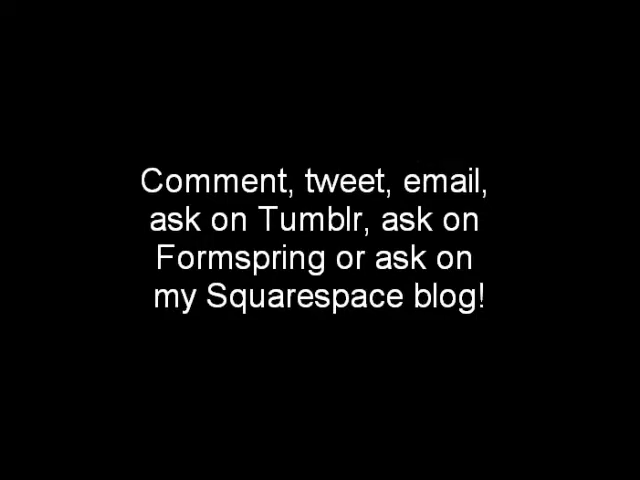 Comment, tweet, email,
ask on Tumblr, ask on
Formspring or ask on
my Squarespace blog!